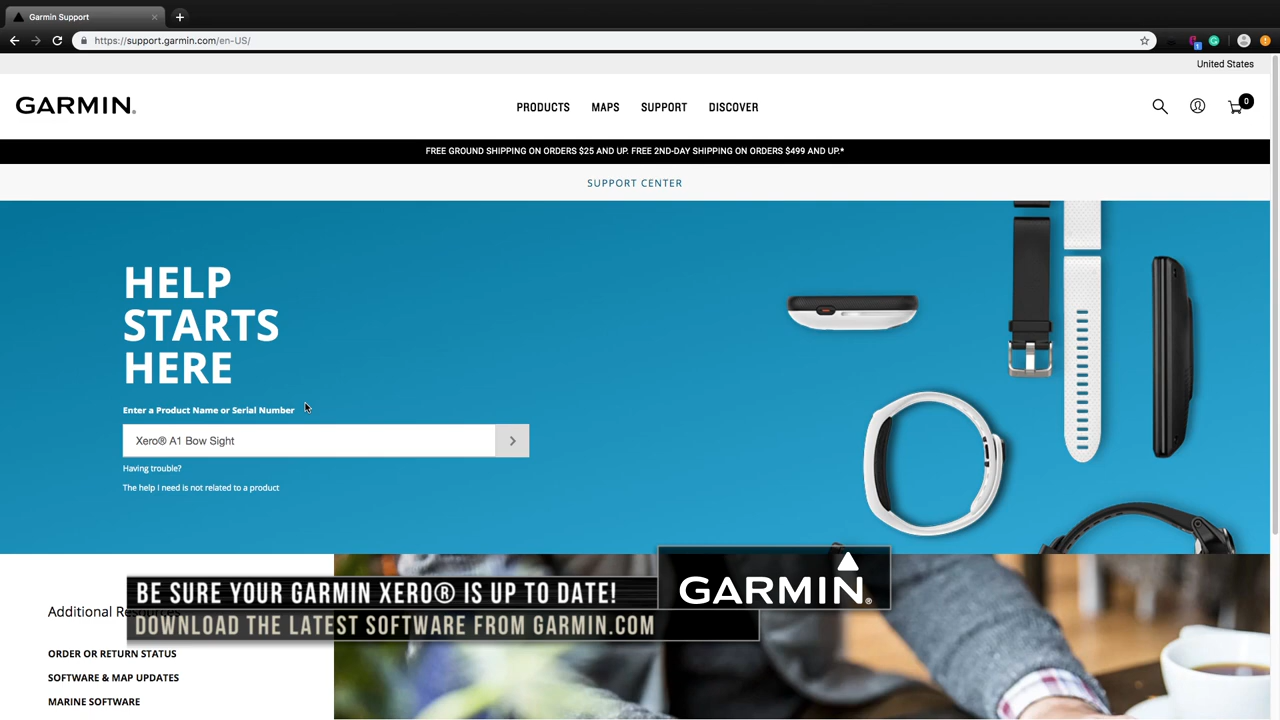 Garmin Support
https://support.garmin.com/en-US/
1
United States
GARMIN.
PRODUCTS MAPS SUPPORT DISCOVER
0
FREE GROUND SHIPPING ON ORDERS $25 AND UP. FREE 2ND-DAY SHIPPING ON ORDERS $499 AND UP.*
SUPPORT CENTER
HELP
STARTS
HERE
Enter a Product Name or Serial Number
Xero® A1 Bow Sight
Having trouble?
The help I need is not related to a product
BE SURE YOUR GARMIN XERO® IS UP TO DATE!
DOWNLOAD THE LATEST SOFTWARE FROM GARMIN.COM
GARMIN®
Additional Resources
ORDER OR RETURN STATUS
SOFTWARE & MAP UPDATES
MARINE SOFTWARE